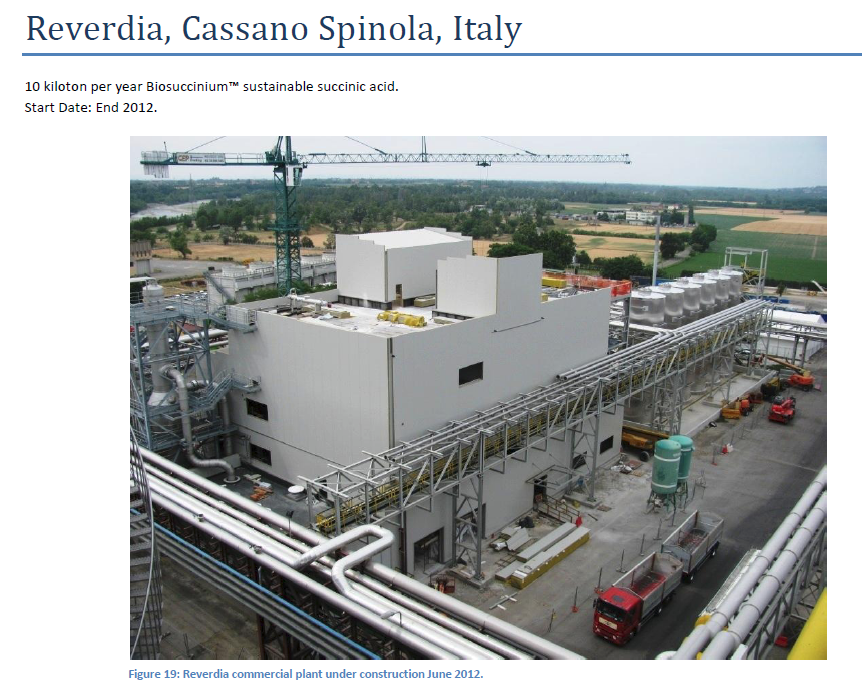 Reverdia, Cassano Spinola, Italy
10 kiloton per year Biosuccinium™ sustainable succinic acid.
Start Date: End 2012.
Figure 19: Reverdia commercial plant under construction June 2012.